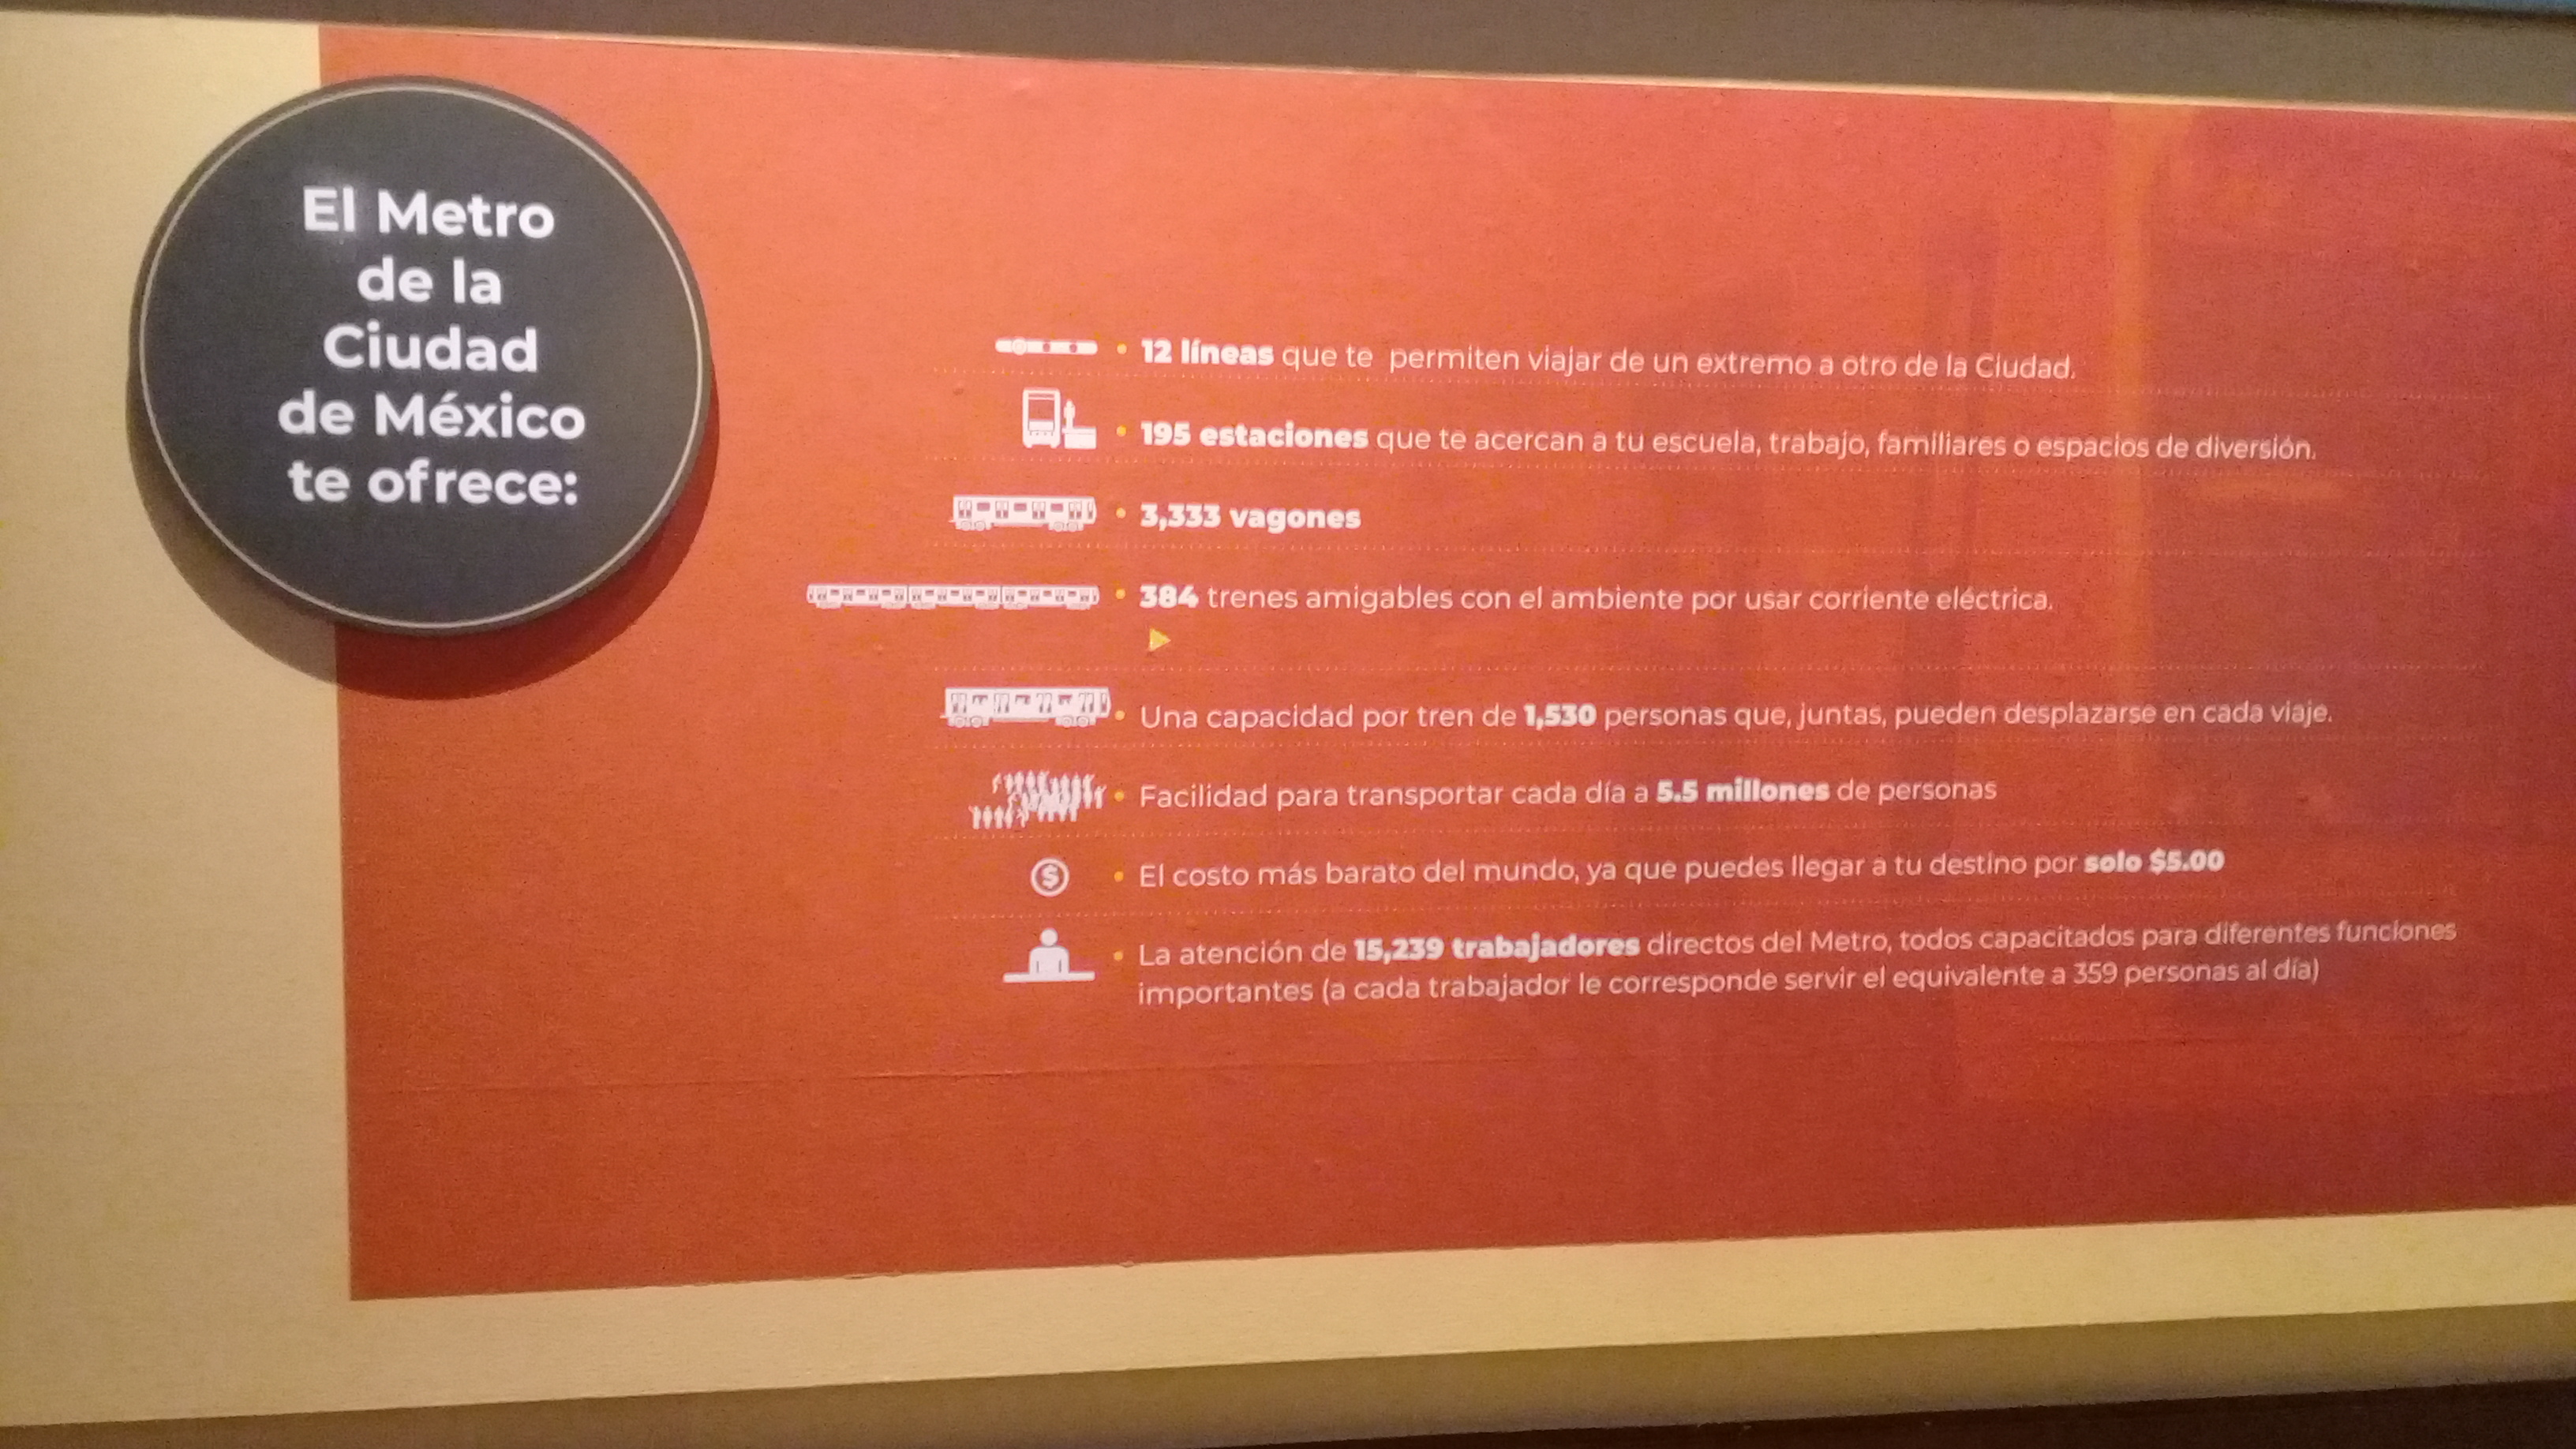 El Metro
de la
Ciudad
de México
te ofrece:
• 12 líneas que te permiten viajar de un extremo a otro de la Ciudad.
• 195 estaciones que te acercan a tu escuela, trabajo, familiares o espacios de diversión.
• 3,333 vagones
• 384 trenes amigables con el ambiente por usar corriente eléctrica.
• Una capacidad por tren de 1,530 personas que, juntas, pueden desplazarse en cada viaje.
• Facilidad para transportar cada día a 5.5 millones de personas
$ • El costo más barato del mundo, ya que puedes llegar a tu destino por solo $5.00
• La atención de 15,239 trabajadores directos del Metro, todos capacitados para diferentes funciones
importantes (a cada trabajador le corresponde servir el equivalente a 359 personas al día)